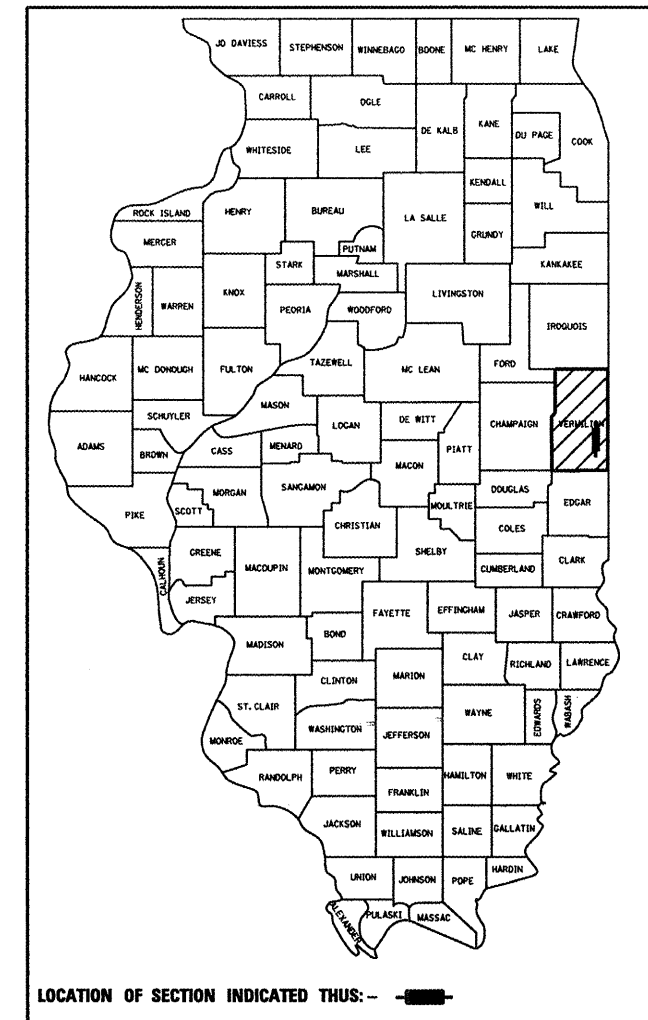 JO DAVIESS STEPHENSON WINNEBAGO BOONE MC HENRY LAKE
CARROLL OGLE DE KALB KANE DU PAGE COOK
WHITESIDE LEE
KENDALL
ROCK ISLAND HENRY BUREAU LA SALLE WILL
MERCER PUTNAM GRUNDY
STARK MARSHALL KANKAKEE
HENDERSON WARREN KNOX PEORIA WOODFORD LIVINGSTON IROQUOIS
HANCOCK MC DONOUGH FULTON TAZEWELL MC LEAN FORD
SCHUYLER MASON LOGAN DE WITT CHAMPAIGN VERMILION
ADAMS BROWN CASS MENARD PIATT
MACON
PIKE SCOTT MORGAN SANGAMON MOULTRIE DOUGLAS EDGAR
CHRISTIAN COLES
CALHOUN GREENE MACOUPIN MONTGOMERY SHELBY CUMBERLAND CLARK
JERSEY FAYETTE EFFINGHAM JASPER CRAWFORD
MADISON BOND
CLAY RICHLAND LAWRENCE
CLINTON MARION
ST. CLAIR WAYNE EDWARDS WABASH
MONROE WASHINGTON JEFFERSON
RANDOLPH PERRY HAMILTON WHITE
FRANKLIN
JACKSON WILLIAMSON SALINE GALLATIN
UNION JOHNSON POPE HARDIN
ALEXANDER PULASKI MASSAC
LOCATION OF SECTION INDICATED THUS: –